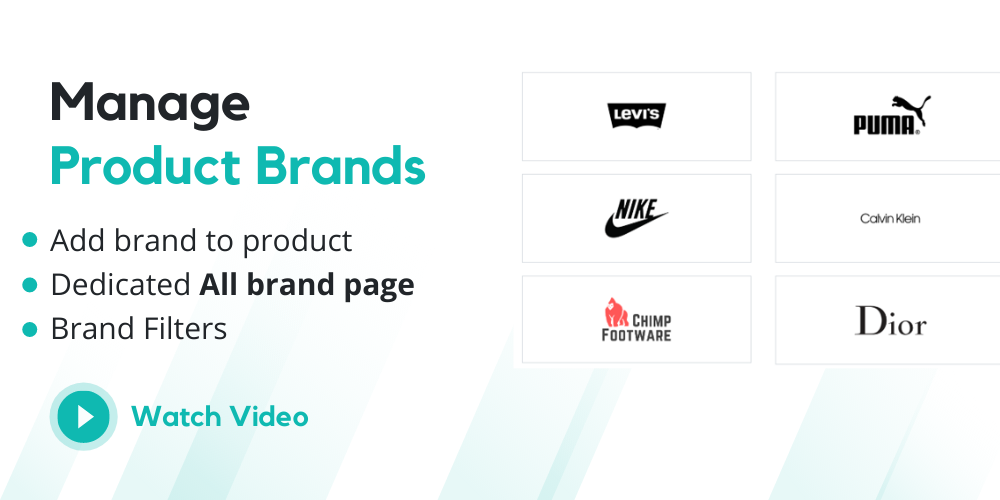 Manage
Product Brands
Add brand to product
Dedicated All brand page
Brand Filters
Watch Video
LEVI'S
PUMA
NIKE
Calvin Klein
CHIMP
FOOTWARE
Dior